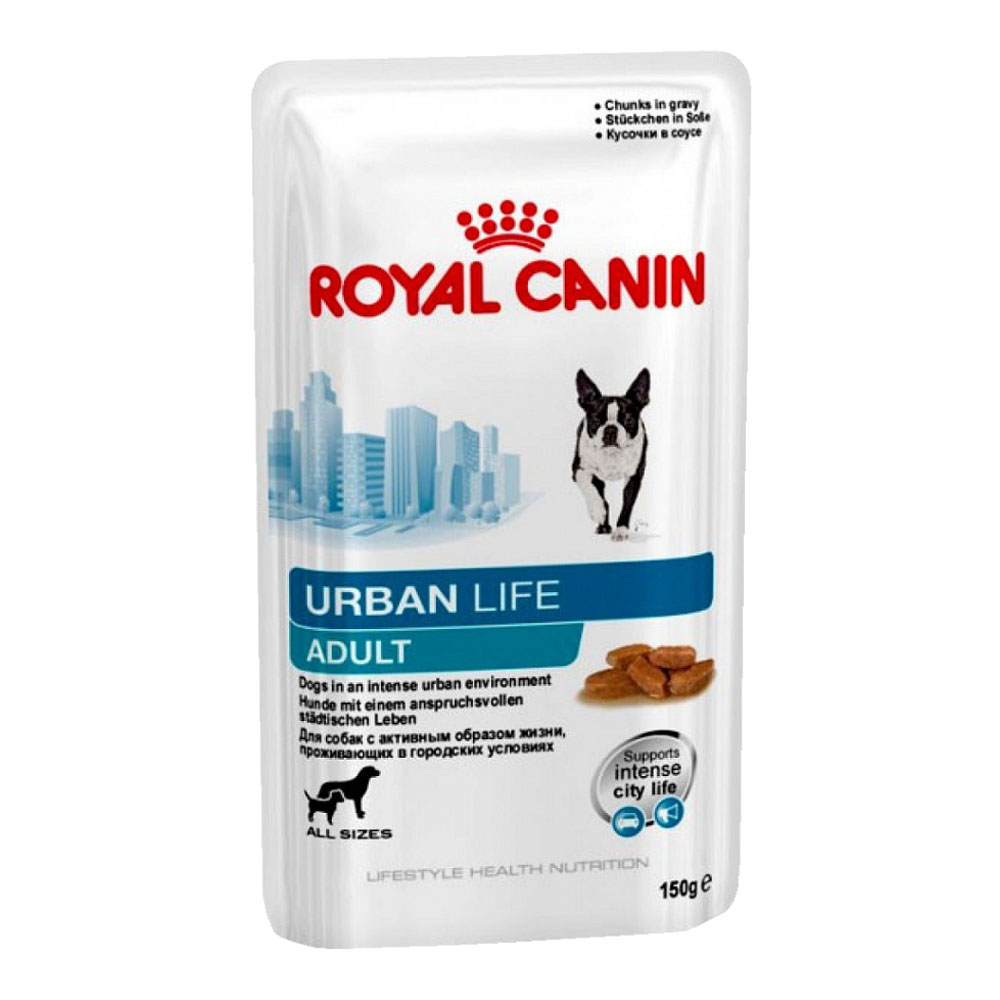 • Chunks in gravy
• Stückchen in Soße
• Кусочки в соусе
ROYAL CANIN
URBAN LIFE
ADULT
Dogs in an intense urban environment
Hunde mit einem anspruchsvollen
städtischen Leben
Для собак с активным образом жизни,
проживающих в городских условиях
Supports
intense
city life
ALL SIZES
LIFESTYLE HEALTH NUTRITION
150g e